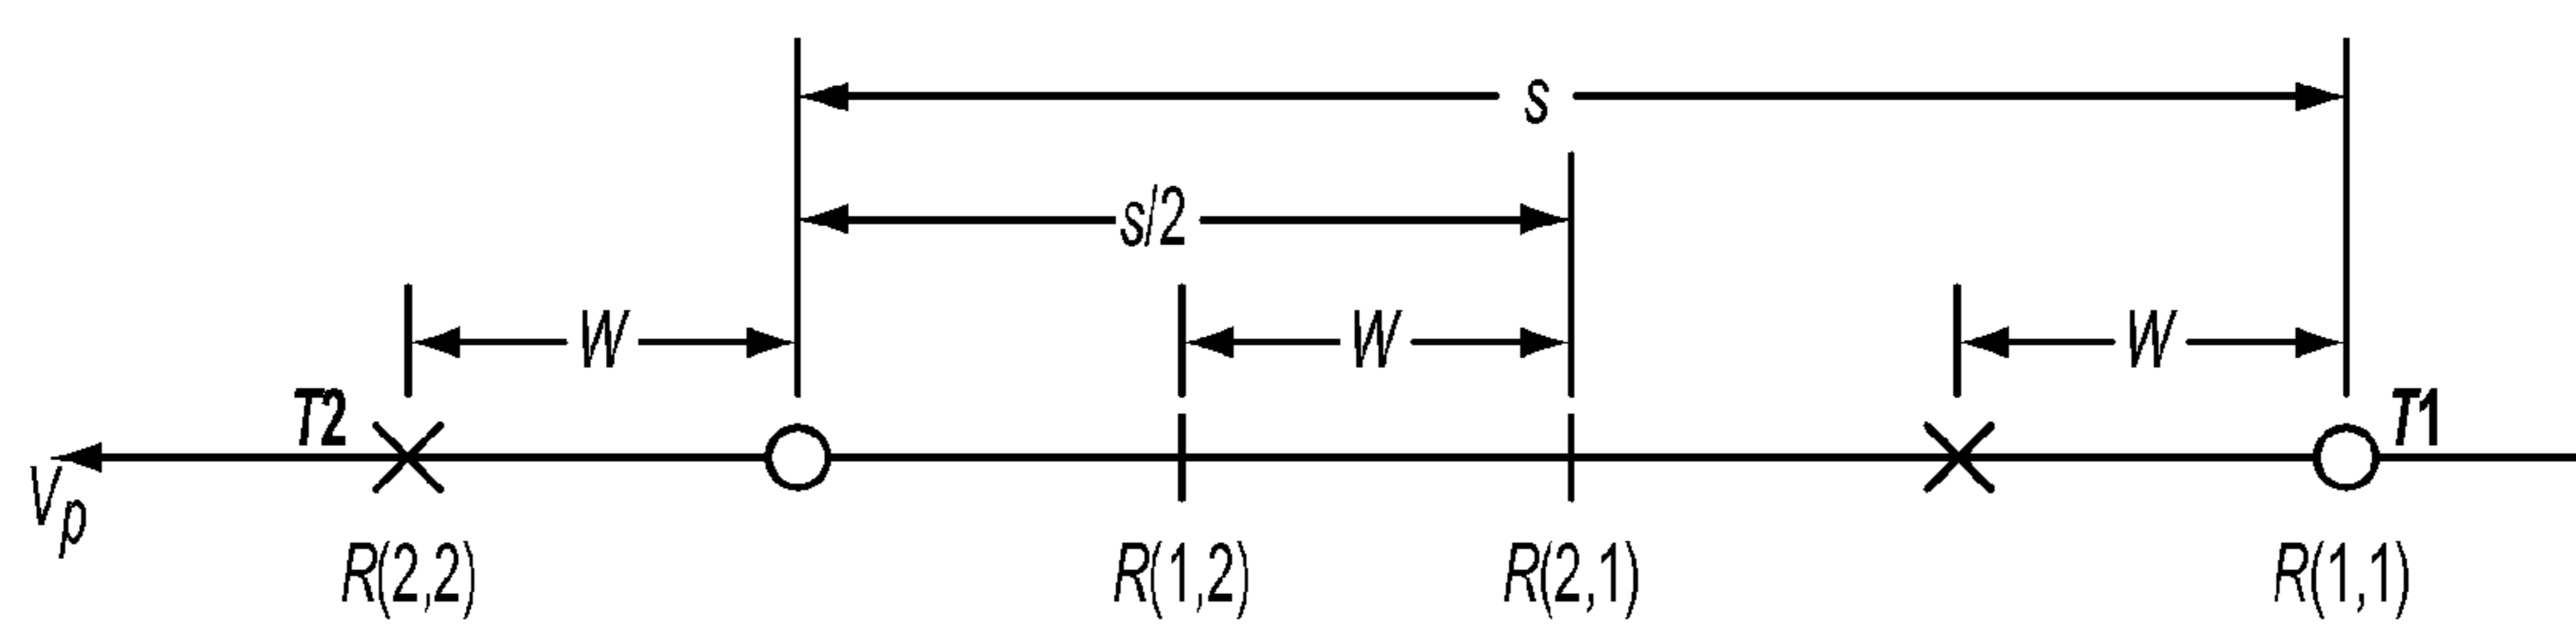 s
s/2
W W W
T2 T1
Vp
R(2,2) R(1,2) R(2,1) R(1,1)